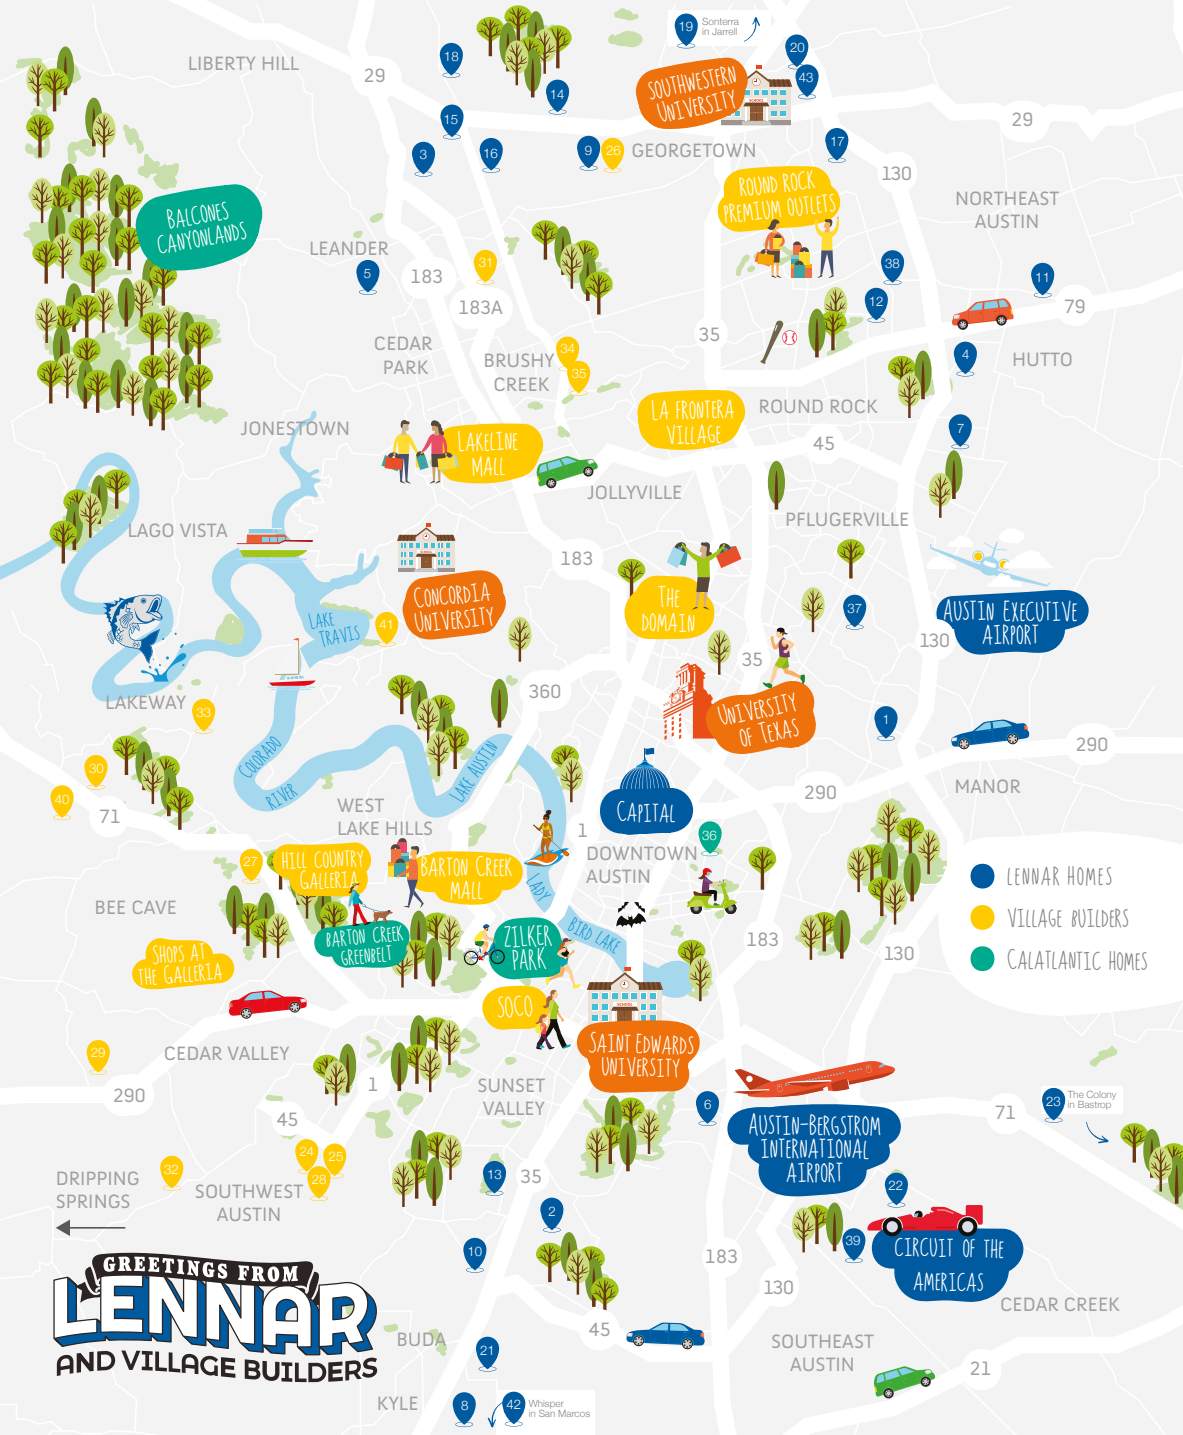 19
Sonterra
in Jarrell
20
LIBERTY HILL
18
29
SOUTHWESTERN
UNIVERSITY
SCHOOL
43
14
15
29
3
16
9
26
GEORGETOWN
17
130
ROUND ROCK
PREMIUM OUTLETS
NORTHEAST
AUSTIN
BALCONES
CANYONLANDS
LEANDER
5
183
31
183A
38
12
11
79
35
CEDAR
PARK
BRUSHY
CREEK
34
35
4
HUTTO
LA FRONTERA
VILLAGE
ROUND ROCK
JONESTOWN
LAKELINE
MALL
45
7
JOLLYVILLE
PFLUGERVILLE
LAGO VISTA
SCHOOL
183
CONCORDIA
UNIVERSITY
THE
DOMAIN
37
AUSTIN EXECUTIVE
AIRPORT
130
LAKE
TRAVIS
41
35
360
LAKEWAY
33
UNIVERSITY
OF TEXAS
1
290
COLORADO
RIVER
LAKE AUSTIN
30
40
71
WEST
LAKE HILLS
CAPITAL
290
MANOR
1
36
DOWNTOWN
AUSTIN
27
HILL COUNTRY
GALLERIA
BARTON CREEK
MALL
LADY
BIRD LAKE
LENNAR HOMES
VILLAGE BUILDERS
CALATLANTIC HOMES
BEE CAVE
BARTON CREEK
GREENBELT
ZILKER
PARK
183
130
SHOPS AT
THE GALLERIA
SOCO
SCHOOL
SAINT EDWARDS
UNIVERSITY
29
CEDAR VALLEY
290
1
45
SUNSET
VALLEY
6
AUSTIN-BERGSTROM
INTERNATIONAL
AIRPORT
71
23
The Colony
in Bastrop
24
25
28
32
DRIPPING
SPRINGS
SOUTHWEST
AUSTIN
13
35
2
22
10
39
CIRCUIT OF THE
AMERICAS
183
130
CEDAR CREEK
GREETINGS FROM
LENNAR
AND VILLAGE BUILDERS
BUDA
21
45
SOUTHEAST
AUSTIN
21
KYLE
8
42
Whisper
in San Marcos